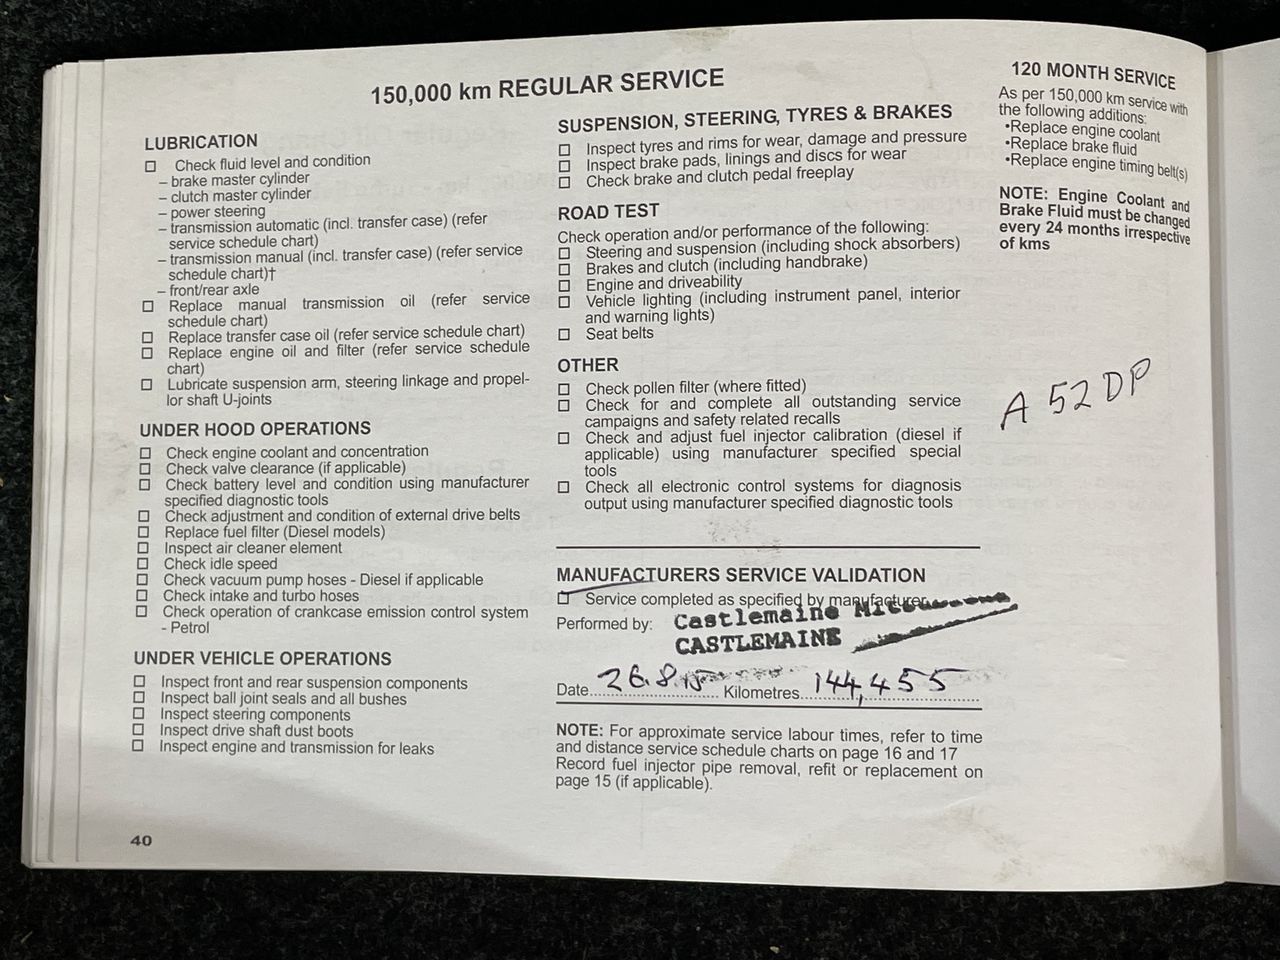 150,000 km REGULAR SERVICE
LUBRICATION
☐ Check fluid level and condition
– brake master cylinder
– clutch master cylinder
– power steering
– transmission automatic (incl. transfer case) (refer
service schedule chart)
– transmission manual (incl. transfer case) (refer service
schedule chart)†
– front/rear axle
☐ Replace manual transmission oil (refer service
schedule chart)
☐ Replace transfer case oil (refer service schedule chart)
☐ Replace engine oil and filter (refer service schedule
chart)
☐ Lubricate suspension arm, steering linkage and propel-
lor shaft U-joints
UNDER HOOD OPERATIONS
☐ Check engine coolant and concentration
☐ Check valve clearance (if applicable)
☐ Check battery level and condition using manufacturer
specified diagnostic tools
☐ Check adjustment and condition of external drive belts
☐ Replace fuel filter (Diesel models)
☐ Inspect air cleaner element
☐ Check idle speed
☐ Check vacuum pump hoses - Diesel if applicable
☐ Check intake and turbo hoses
☐ Check operation of crankcase emission control system
- Petrol
UNDER VEHICLE OPERATIONS
☐ Inspect front and rear suspension components
☐ Inspect ball joint seals and all bushes
☐ Inspect steering components
☐ Inspect drive shaft dust boots
☐ Inspect engine and transmission for leaks
40
SUSPENSION, STEERING, TYRES & BRAKES
☐ Inspect tyres and rims for wear, damage and pressure
☐ Inspect brake pads, linings and discs for wear
☐ Check brake and clutch pedal freeplay
ROAD TEST
Check operation and/or performance of the following:
☐ Steering and suspension (including shock absorbers)
☐ Brakes and clutch (including handbrake)
☐ Engine and driveability
☐ Vehicle lighting (including instrument panel, interior
and warning lights)
☐ Seat belts
OTHER
☐ Check pollen filter (where fitted)
☐ Check for and complete all outstanding service
campaigns and safety related recalls
☐ Check and adjust fuel injector calibration (diesel if
applicable) using manufacturer specified special
tools
☐ Check all electronic control systems for diagnosis
output using manufacturer specified diagnostic tools
MANUFACTURERS SERVICE VALIDATION
☐ Service completed as specified by manufacturer
Performed by: Castlemaine
CASTLEMAINE
Date 26.8.15 Kilometres 144,455
NOTE: For approximate service labour times, refer to time
and distance service schedule charts on page 16 and 17
Record fuel injector pipe removal, refit or replacement on
page 15 (if applicable).
120 MONTH SERVICE
As per 150,000 km service with
the following additions:
•Replace engine coolant
•Replace brake fluid
•Replace engine timing belt(s)
NOTE: Engine Coolant and
Brake Fluid must be changed
every 24 months irrespective
of kms
A 52 DP